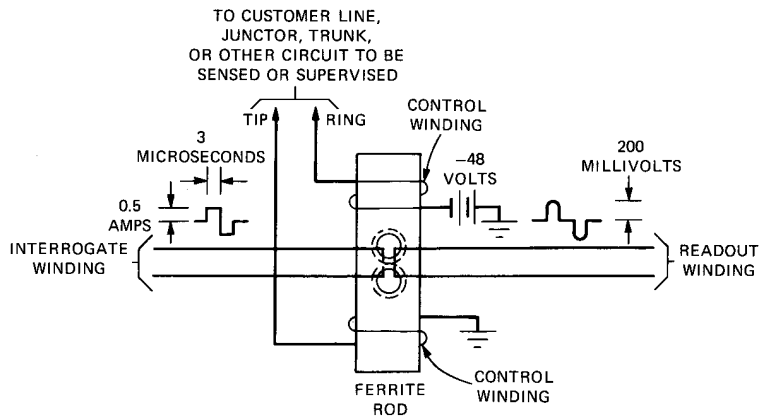 TO CUSTOMER LINE,
JUNCTOR, TRUNK,
OR OTHER CIRCUIT TO BE
SENSED OR SUPERVISED
TIP
RING
CONTROL
WINDING
3
MICROSECONDS
–48
VOLTS
200
MILLIVOLTS
0.5
AMPS
INTERROGATE
WINDING
READOUT
WINDING
FERRITE
ROD
CONTROL
WINDING